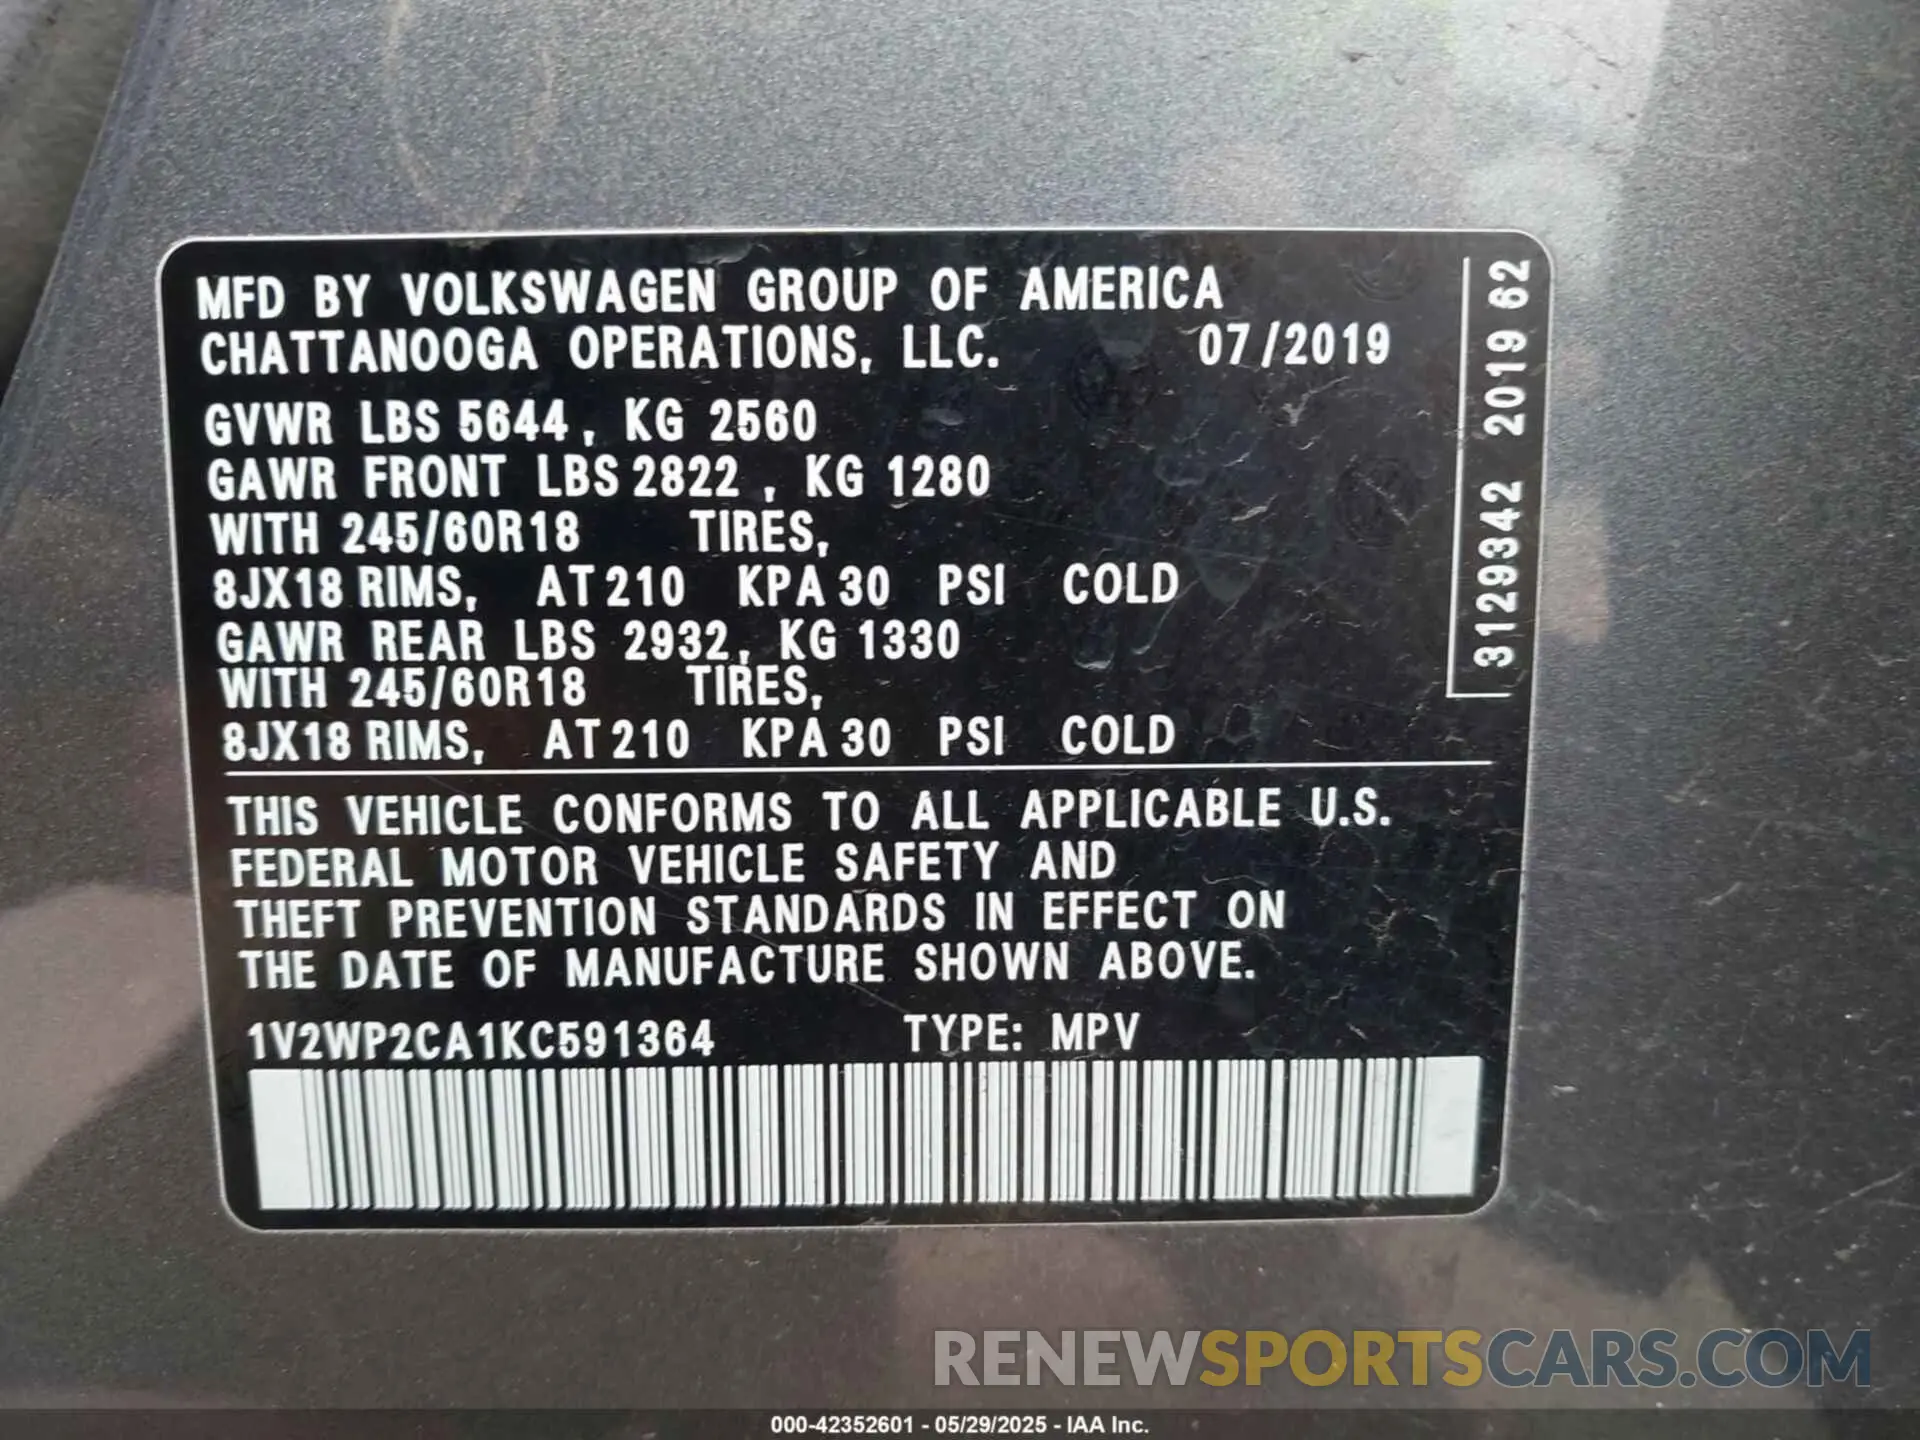 MFD BY VOLKSWAGEN GROUP OF AMERICA
CHATTANOOGA OPERATIONS, LLC. 07/2019
GVWR LBS 5644, KG 2560
GAWR FRONT LBS 2822 , KG 1280
WITH 245/60R18 TIRES,
8JX18 RIMS, AT 210 KPA 30 PSI COLD
GAWR REAR LBS 2932, KG 1330
WITH 245/60R18 TIRES,
8JX18 RIMS, AT 210 KPA 30 PSI COLD
THIS VEHICLE CONFORMS TO ALL APPLICABLE U.S.
FEDERAL MOTOR VEHICLE SAFETY AND
THEFT PREVENTION STANDARDS IN EFFECT ON
THE DATE OF MANUFACTURE SHOWN ABOVE.
1V2WP2CA1KC591364 TYPE: MPV
3129342 2019 62
RENEWSPORTSCARS.COM
000-42352601 - 05/29/2025 - IAA Inc.